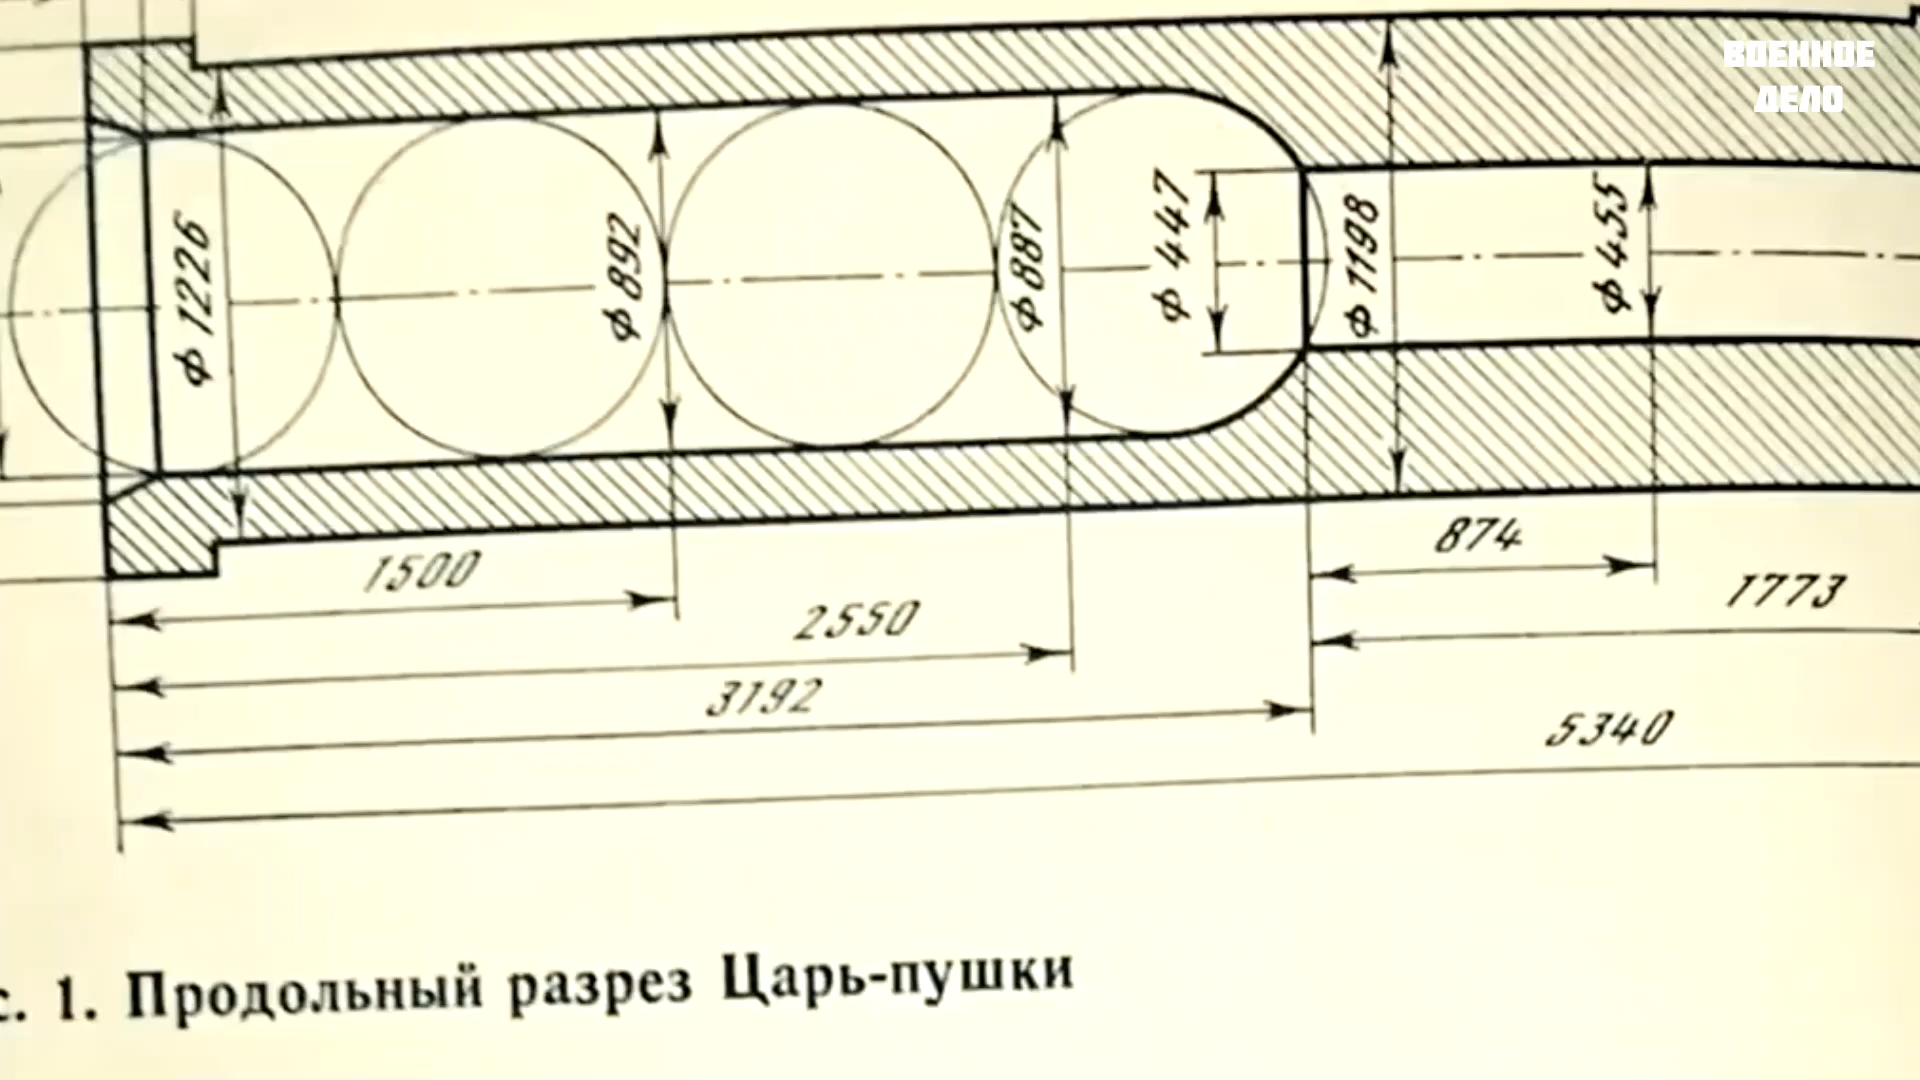 ВОЕННОЕ
ДЕЛО
ф 1226
ф 892
ф 887
ф 447
ф 1198
ф 455
1500
2550
3192
874
1773
5340
с. 1. Продольный разрез Царь-пушки